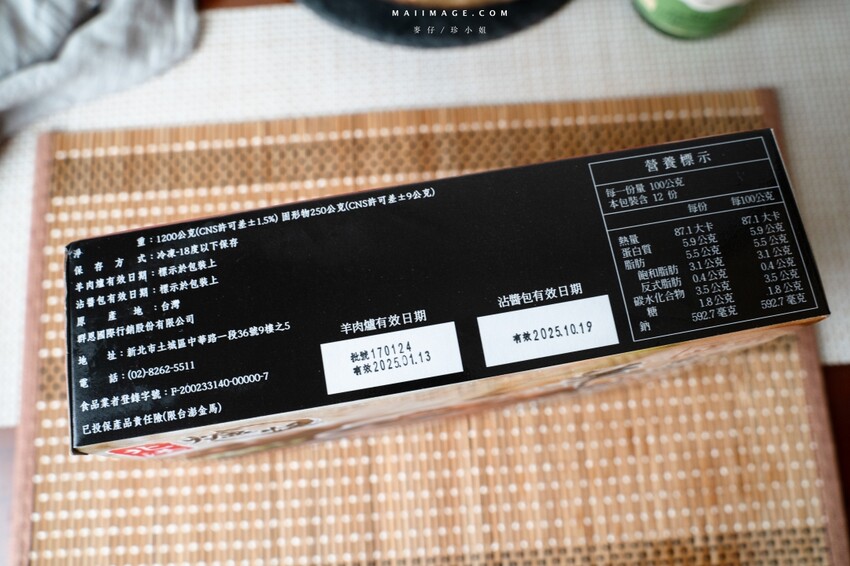 MAIIMAGE.COM
麥仔/珍小姐
淨重：1200公克(CNS許可差±1.5%) 固形物250公克(CNS許可差±9公克)
保存方式：冷凍-18度以下保存
羊肉爐有效日期：標示於包裝上
沾醬包有效日期：標示於包裝上
原產地：台灣
群恩國際行銷股份有限公司
地址：新北市土城區中華路一段36號9樓之5
電話：(02)-8262-5511
食品業者登錄字號：F-200233140-00000-7
已投保產品責任險(限台澎金馬)
羊肉爐有效日期
批號170124
有效2025.01.13
沾醬包有效日期
有效2025.10.19
營養標示
每一份量 100公克
本包裝含 12 份
每份 每100公克
熱量 87.1大卡 87.1大卡
蛋白質 5.9公克 5.9公克
脂肪 5.5公克 5.5公克
飽和脂肪 3.1公克 3.1公克
反式脂肪 0.4公克 0.4公克
碳水化合物 3.5公克 3.5公克
糖 1.8公克 1.8公克
鈉 592.7毫克 592.7毫克